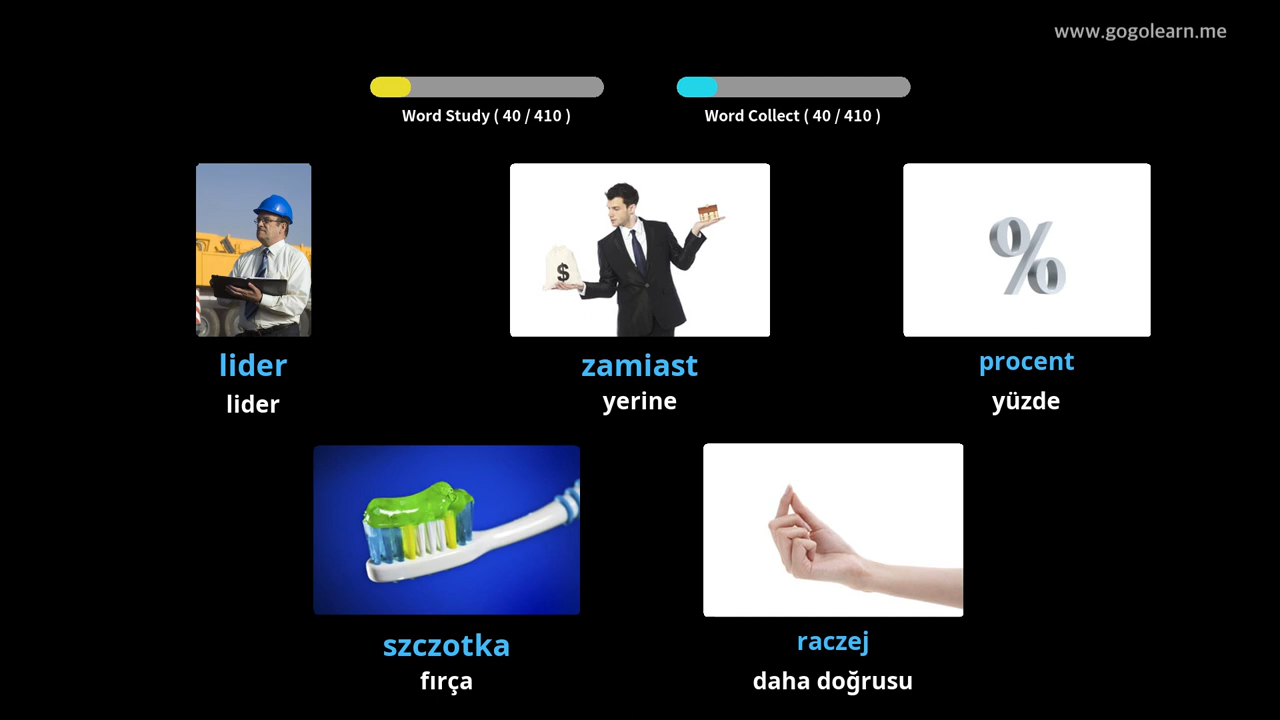 www.gogolearn.me
Word Study ( 40 / 410 )
Word Collect ( 40 / 410 )
$
%
lider
lider
zamiast
yerine
procent
yüzde
szczotka
fırça
raczej
daha doğrusu